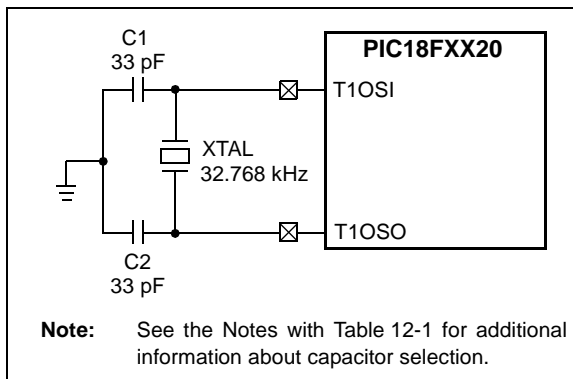 C1
33 pF
PIC18FXX20
T1OSI
XTAL
32.768 kHz
T1OSO
C2
33 pF
Note: See the Notes with Table 12-1 for additional
information about capacitor selection.